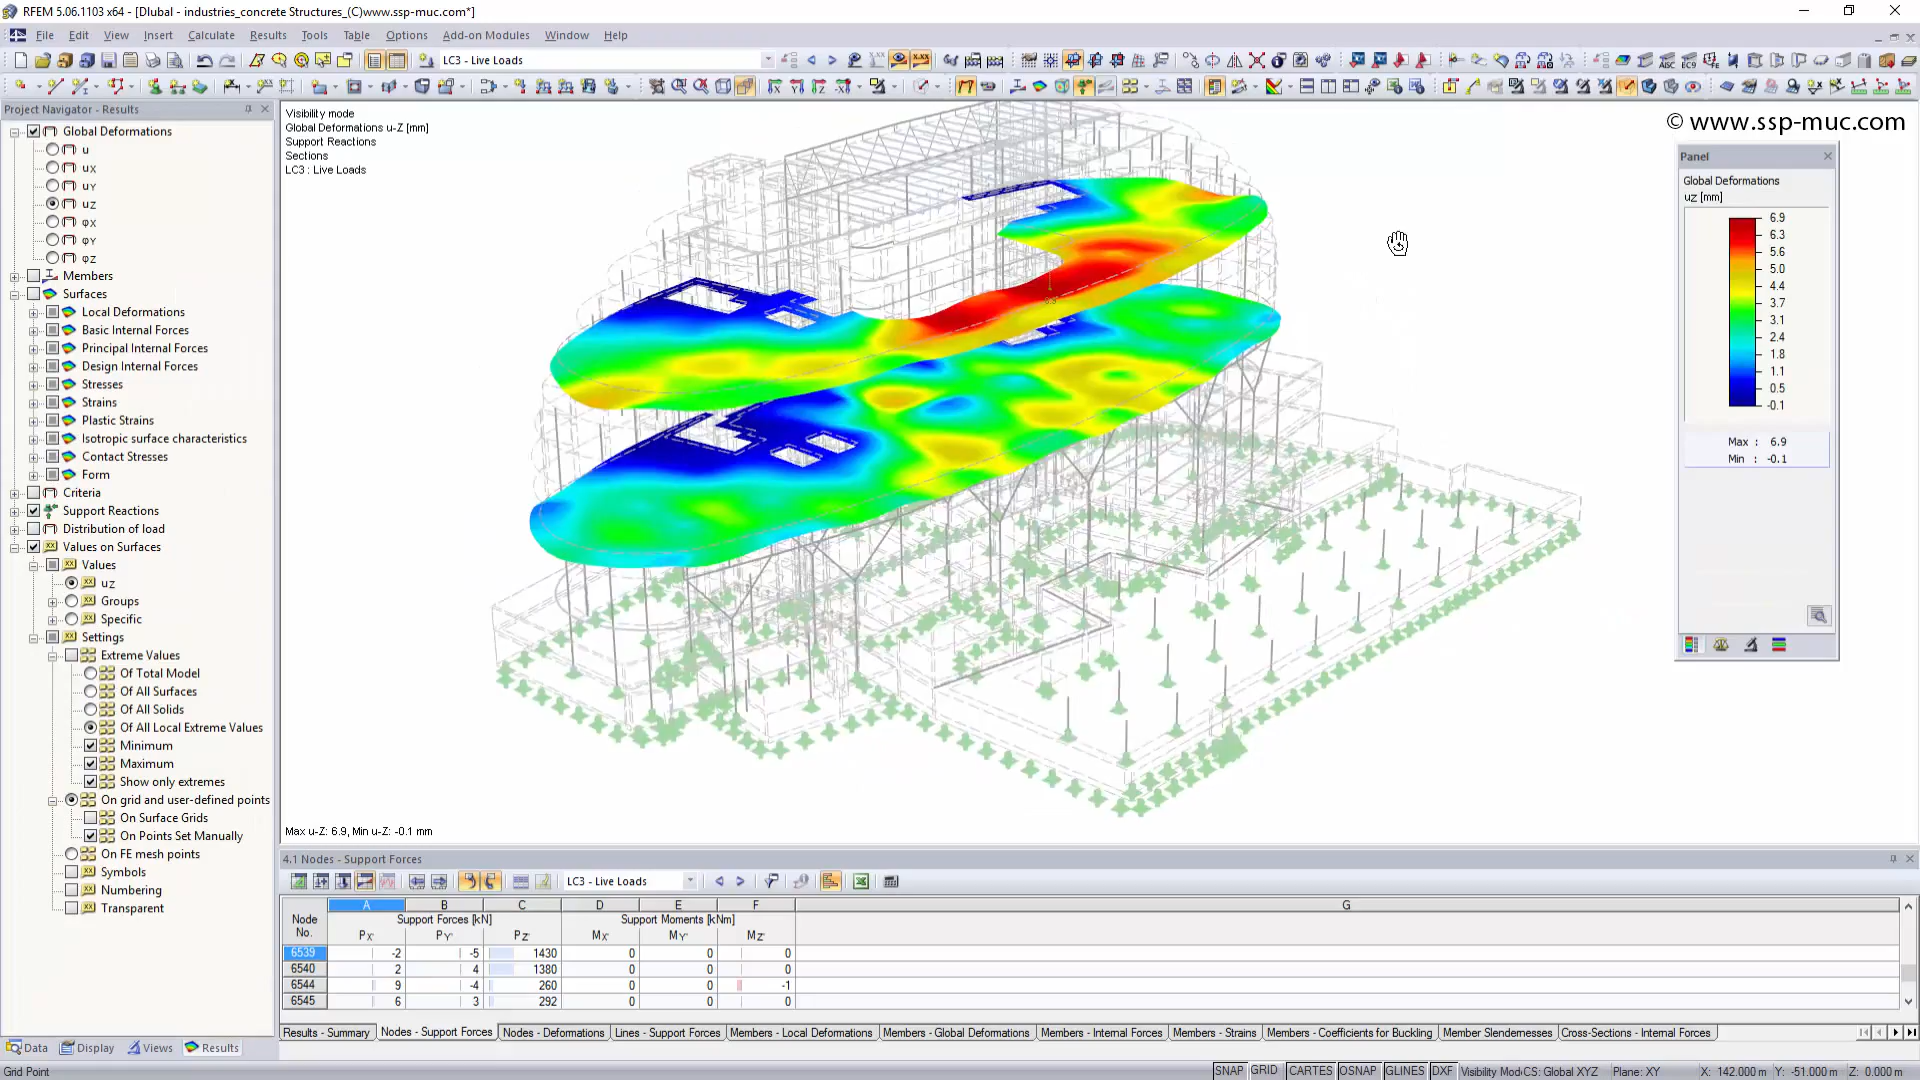 RFEM 5.06.1103 x64 - [Dlubal - industries_concrete Structures_(C)www.ssp-muc.com*]
File Edit View Insert Calculate Results Tools Table Options Add-on Modules Window Help
LC3 - Live Loads
Project Navigator - Results
Global Deformations
u
uX
uY
uZ
φX
φY
φZ
Members
Surfaces
Local Deformations
Basic Internal Forces
Principal Internal Forces
Design Internal Forces
Stresses
Strains
Plastic Strains
Isotropic surface characteristics
Contact Stresses
Form
Criteria
Support Reactions
Distribution of load
Values on Surfaces
Values
uZ
Groups
Specific
Settings
Extreme Values
Of Total Model
Of All Surfaces
Of All Solids
Of All Local Extreme Values
Minimum
Maximum
Show only extremes
On grid and user-defined points
On Surface Grids
On Points Set Manually
On FE mesh points
Symbols
Numbering
Transparent
Data Display Views Results
Visibility mode
Global Deformations u-Z [mm]
Support Reactions
Sections
LC3 : Live Loads
© www.ssp-muc.com
Panel
Global Deformations
uZ [mm]
6.9
6.3
5.6
5.0
4.4
3.7
3.1
2.4
1.8
1.1
0.5
-0.1
Max : 6.9
Min : -0.1
6.9
Max u-Z: 6.9, Min u-Z: -0.1 mm
4.1 Nodes - Support Forces
LC3 - Live Loads
A B C D E F G
Node Support Forces [kN] Support Moments [kNm]
No. PX' PY' PZ' MX' MY' MZ'
6539 -2 -5 1430 0 0 0
6540 2 4 1380 0 0 0
6544 9 -4 260 0 0 -1
6545 6 3 292 0 0 0
Results - Summary Nodes - Support Forces Nodes - Deformations Lines - Support Forces Members - Local Deformations Members - Global Deformations Members - Internal Forces Members - Strains Members - Coefficients for Buckling Member Slendernesses Cross-Sections - Internal Forces
Grid Point SNAP GRID CARTES OSNAP GLINES DXF Visibility Mod CS: Global XYZ Plane: XY X: 142.000 m Y: -51.000 m Z: 0.000 m